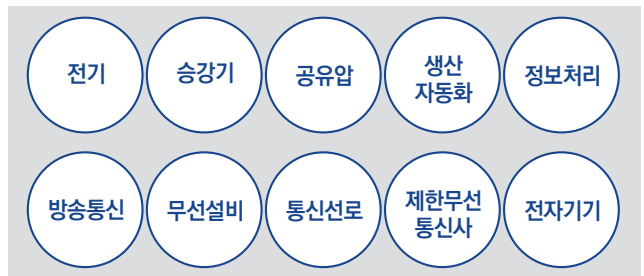 전기
승강기
공유압
생산
자동화
정보처리
방송통신
무선설비
통신선로
제한무선
통신사
전자기기